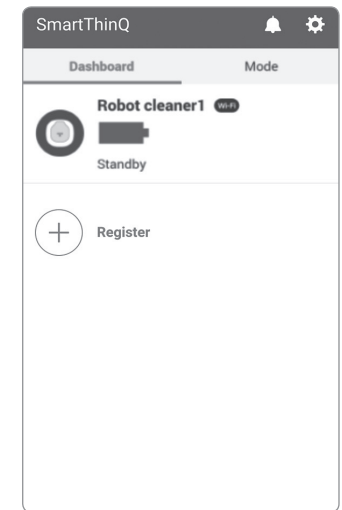 SmartThinQ
Dashboard Mode
Robot cleaner1 Wi-Fi
Standby
Register